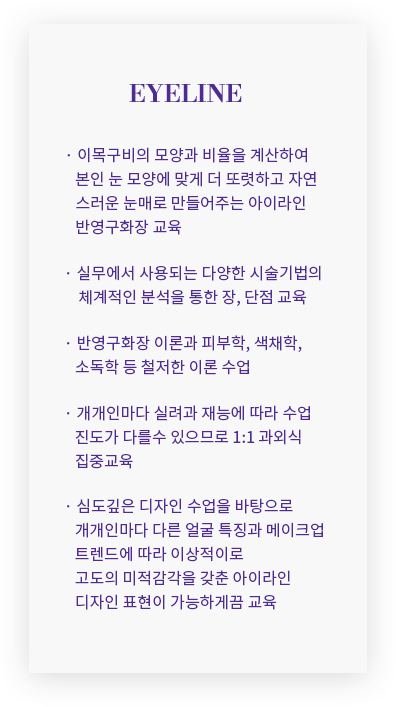 EYELINE
· 이목구비의 모양과 비율을 계산하여
본인 눈 모양에 맞게 더 또렷하고 자연
스러운 눈매로 만들어주는 아이라인
반영구화장 교육
· 실무에서 사용되는 다양한 시술기법의
체계적인 분석을 통한 장, 단점 교육
· 반영구화장 이론과 피부학, 색채학,
소독학 등 철저한 이론 수업
· 개개인마다 실려과 재능에 따라 수업
진도가 다를수 있으므로 1:1 과외식
집중교육
· 심도깊은 디자인 수업을 바탕으로
개개인마다 다른 얼굴 특징과 메이크업
트렌드에 따라 이상적이로
고도의 미적감각을 갖춘 아이라인
디자인 표현이 가능하게끔 교육